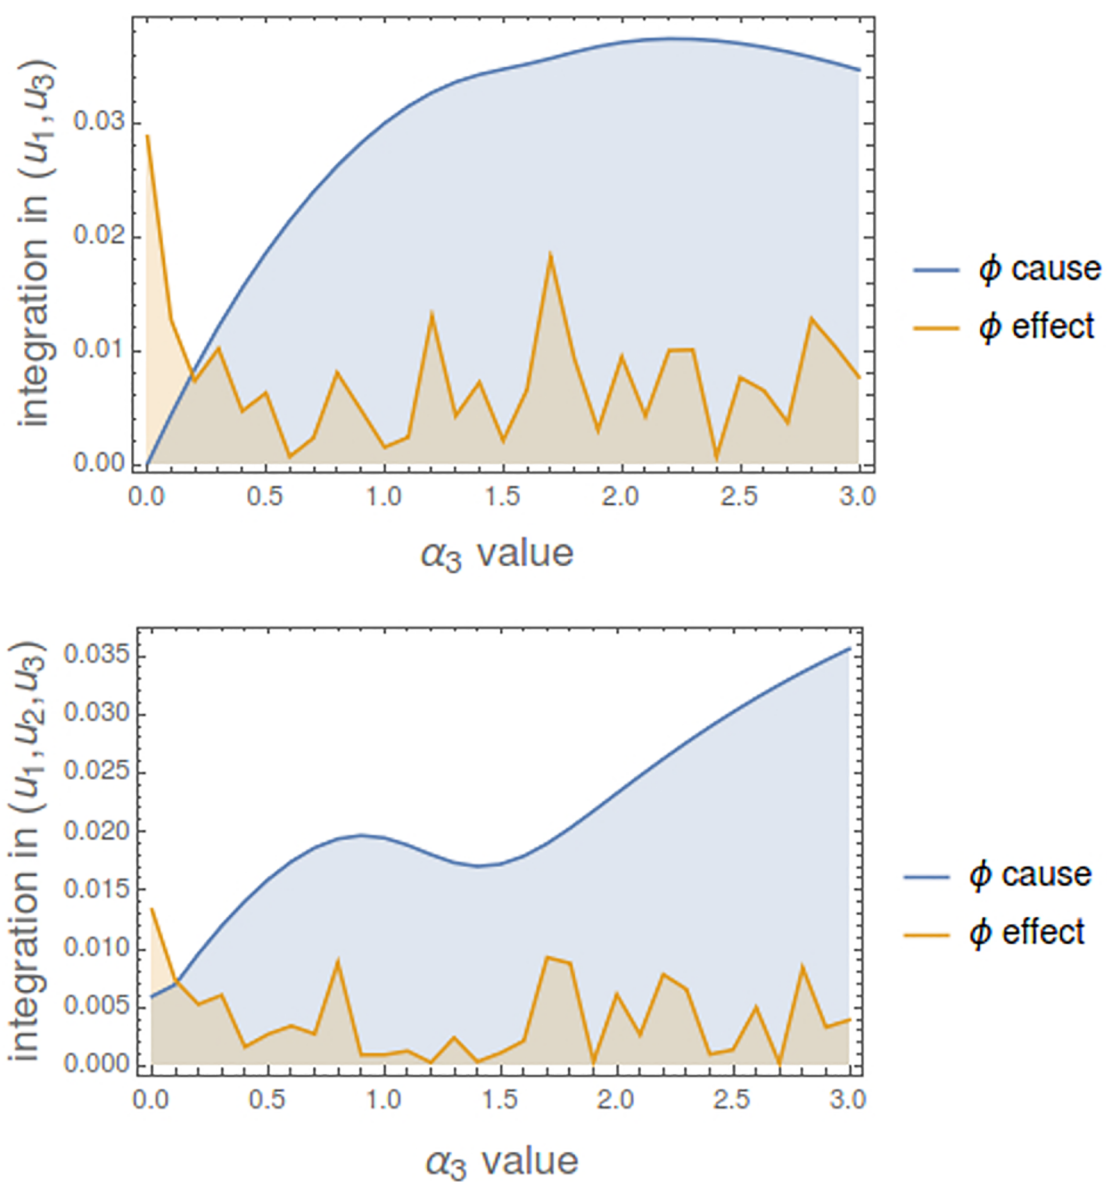 integration in (u1,u3)
0.03
0.02
0.01
0.00
0.0 0.5 1.0 1.5 2.0 2.5 3.0
α3 value
ϕ cause
ϕ effect
integration in (u1,u2,u3)
0.035
0.030
0.025
0.020
0.015
0.010
0.005
0.000
0.0 0.5 1.0 1.5 2.0 2.5 3.0
α3 value
ϕ cause
ϕ effect